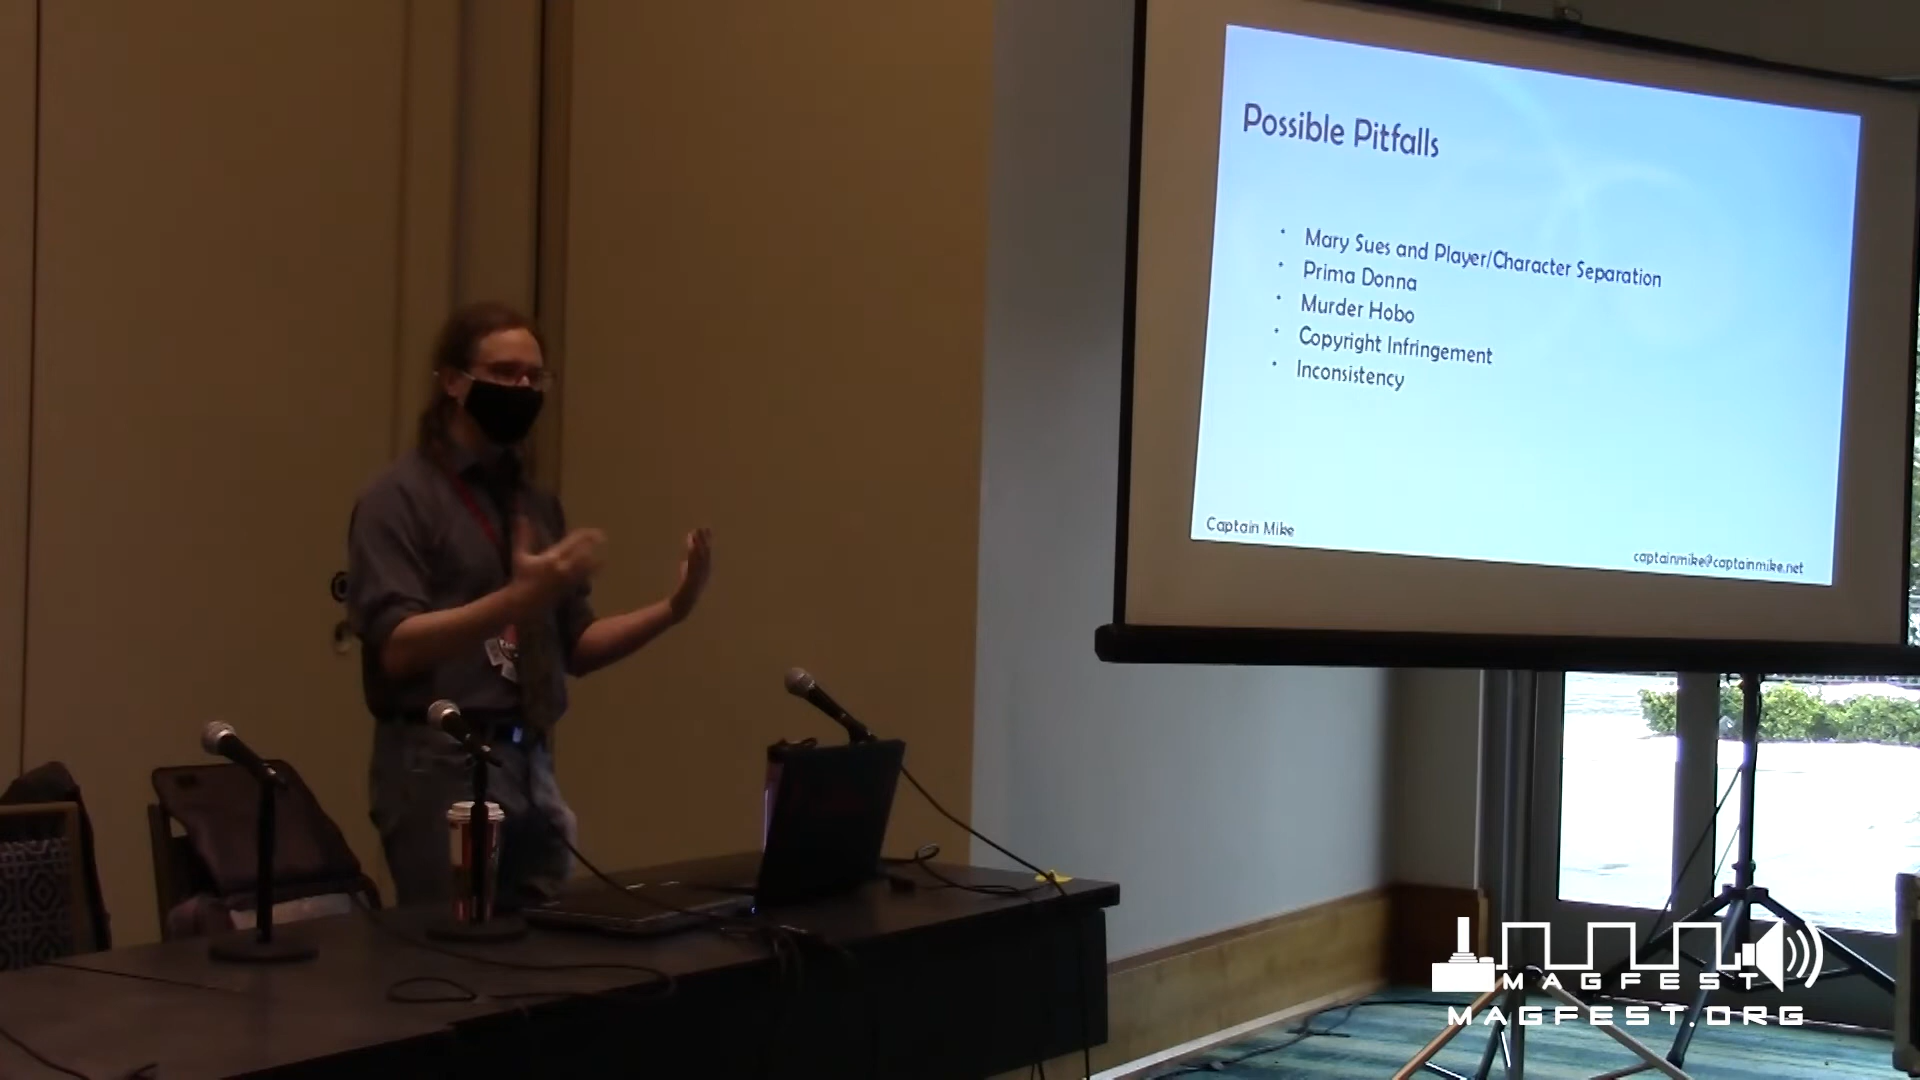 Possible Pitfalls
Mary Sues and Player/Character Separation
Prima Donna
Murder Hobo
Copyright Infringement
Inconsistency
Captain Mike
captainmike@captainmike.net
MAGFEST
MAGFEST.ORG